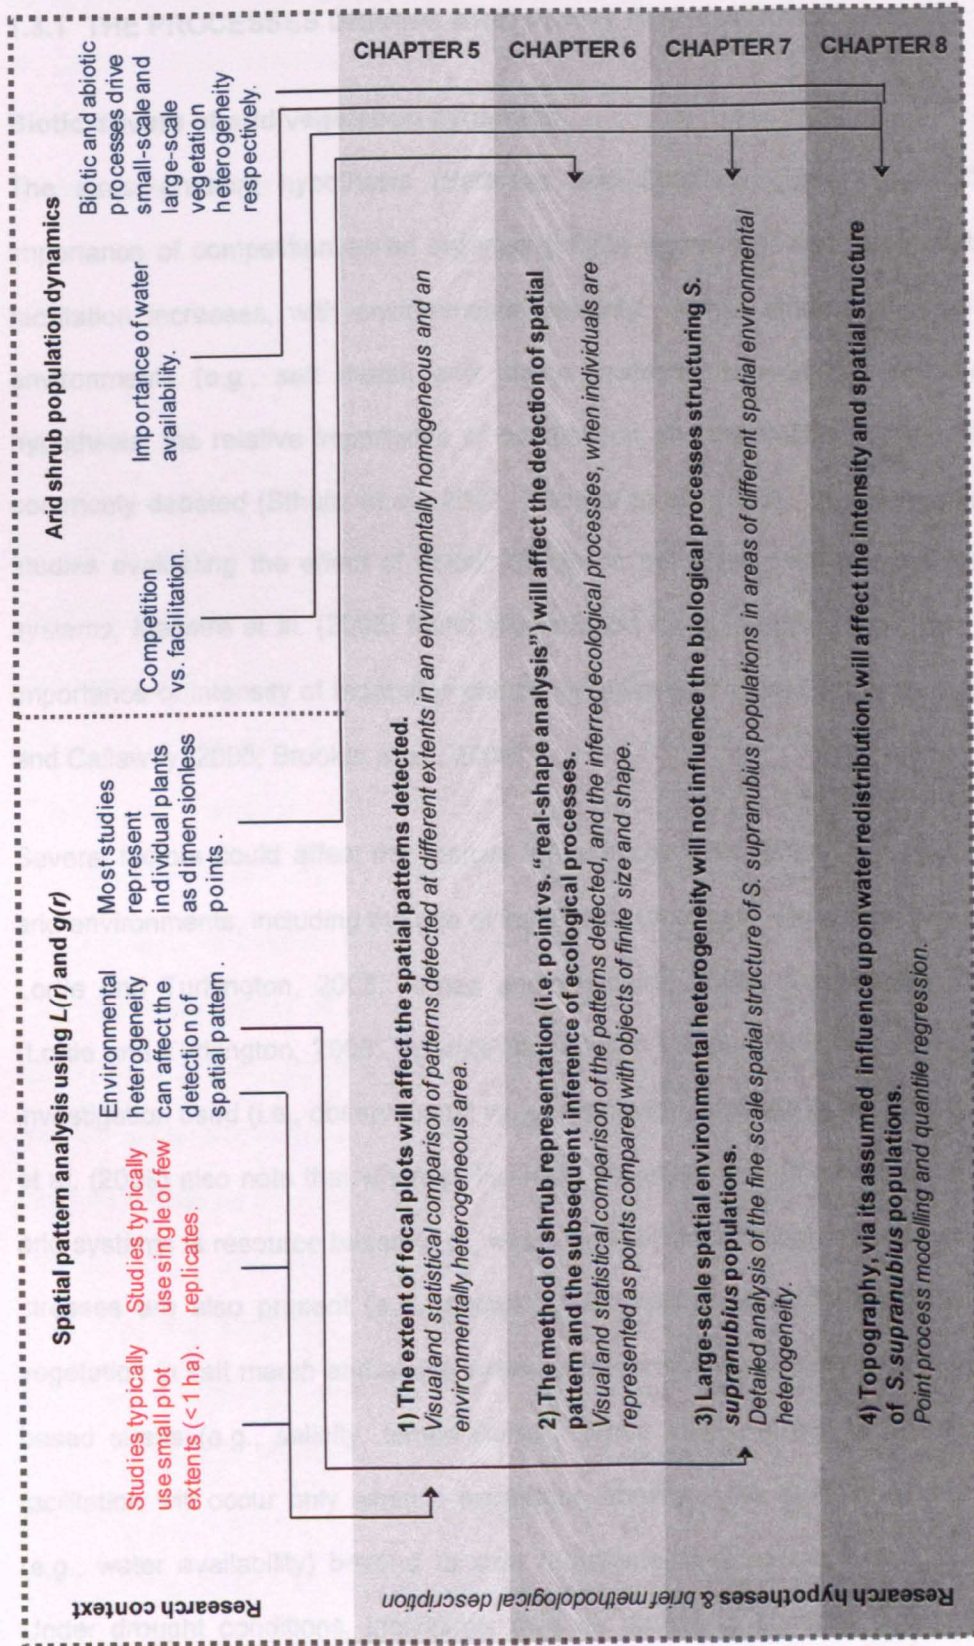 Research context
Spatial pattern analysis using L(r) and g(r)
Arid shrub population dynamics
Studies typically
use small plot
extents (< 1 ha).
Studies typically
use single or few
replicates.
Environmental
heterogeneity
can affect the
detection of
spatial pattern.
Most studies
represent
individual plants
as dimensionless
points.
Competition
vs. facilitation.
Importance of water
availability.
Biotic and abiotic
processes drive
small-scale and
large-scale
vegetation
heterogeneity
respectively.
Research hypotheses & brief methodological description
1) The extent of focal plots will affect the spatial patterns detected.
Visual and statistical comparison of patterns detected at different extents in an environmentally homogeneous and an
environmentally heterogeneous area.
CHAPTER 5
2) The method of shrub representation (i.e. point vs. “real-shape analysis”) will affect the detection of spatial
pattern and the subsequent inference of ecological processes.
Visual and statistical comparison of the patterns detected and the inferred ecological processes, when individuals are
represented as points compared with objects of finite size and shape.
CHAPTER 6
3) Large-scale spatial environmental heterogeneity will not influence the biological processes structuring S.
supranubius populations.
Detailed analysis of the fine scale spatial structure of S. supranubius populations in areas of different spatial environmental
heterogeneity.
CHAPTER 7
4) Topography, via its assumed influence upon water redistribution, will affect the intensity and spatial structure
of S. supranubius populations.
Point process modelling and quantile regression.
CHAPTER 8